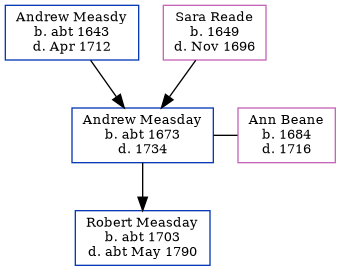 Andrew Measdy
b. abt 1643
d. Apr 1712
Sara Reade
b. 1649
d. Nov 1696
Andrew Measday
b. abt 1673
d. 1734
Ann Beane
b. 1684
d. 1716
Robert Measday
b. abt 1703
d. abt May 1790